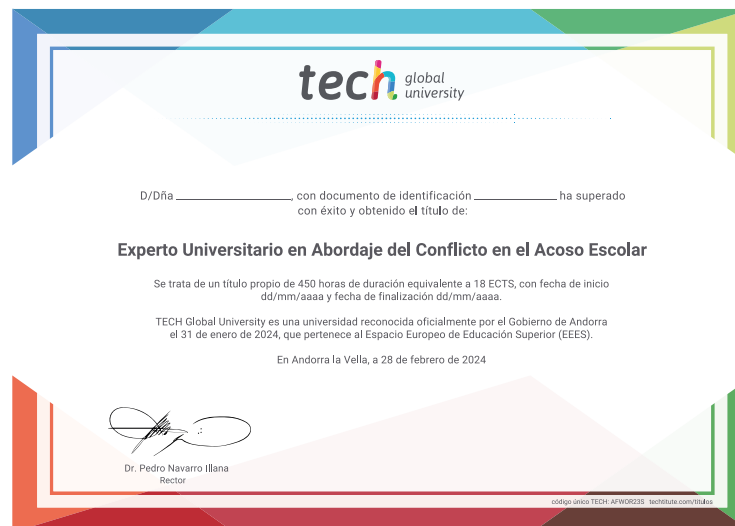 tech global
university
D/Dña ______________, con documento de identificación __________ ha superado
con éxito y obtenido el título de:
Experto Universitario en Abordaje del Conflicto en el Acoso Escolar
Se trata de un título propio de 450 horas de duración equivalente a 18 ECTS, con fecha de inicio
dd/mm/aaaa y fecha de finalización dd/mm/aaaa.
TECH Global University es una universidad reconocida oficialmente por el Gobierno de Andorra
el 31 de enero de 2024, que pertenece al Espacio Europeo de Educación Superior (EEES).
En Andorra la Vella, a 28 de febrero de 2024
Dr. Pedro Navarro Illana
Rector
código único TECH: AFWOR23S techtitute.com/titulos